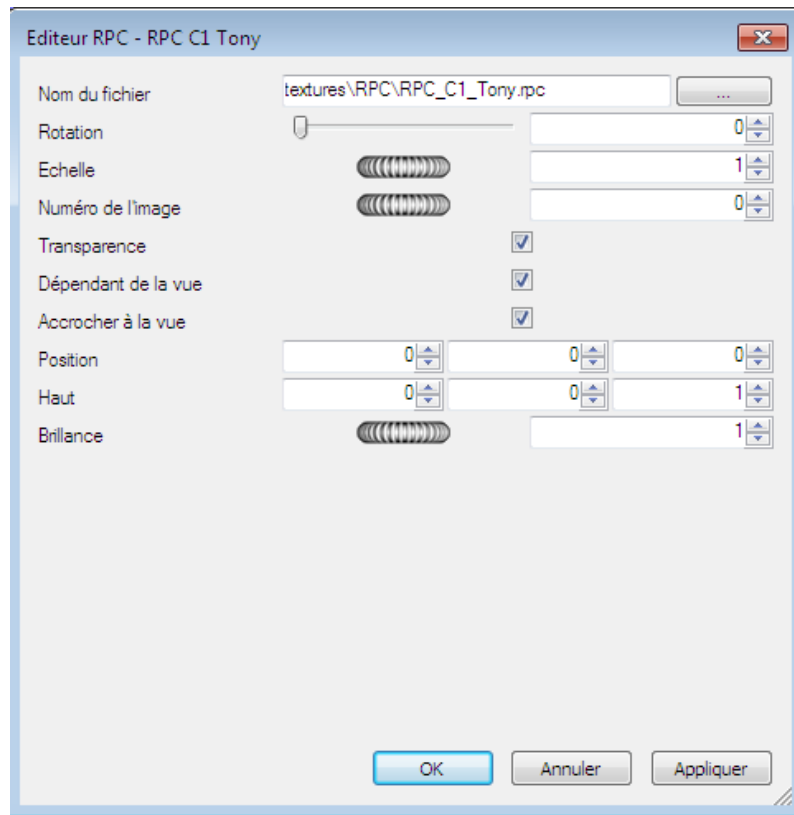 Editeur RPC - RPC C1 Tony
Nom du fichier textures\RPC\RPC_C1_Tony.rpc ...
Rotation 0
Echelle 1
Numéro de l'image 0
Transparence
Dépendant de la vue
Accrocher à la vue
Position 0 0 0
Haut 0 0 1
Brillance 1
OK Annuler Appliquer